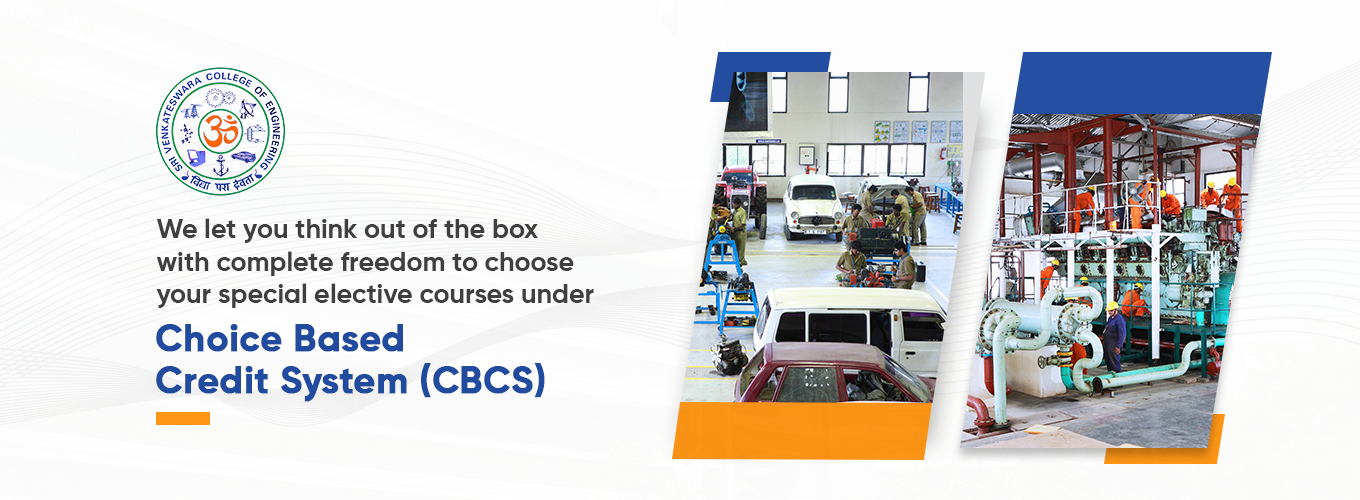 SRI VENKATESWARA COLLEGE OF ENGINEERING
विद्या परा देवता
ॐ
We let you think out of the box
with complete freedom to choose
your special elective courses under
Choice Based
Credit System (CBCS)